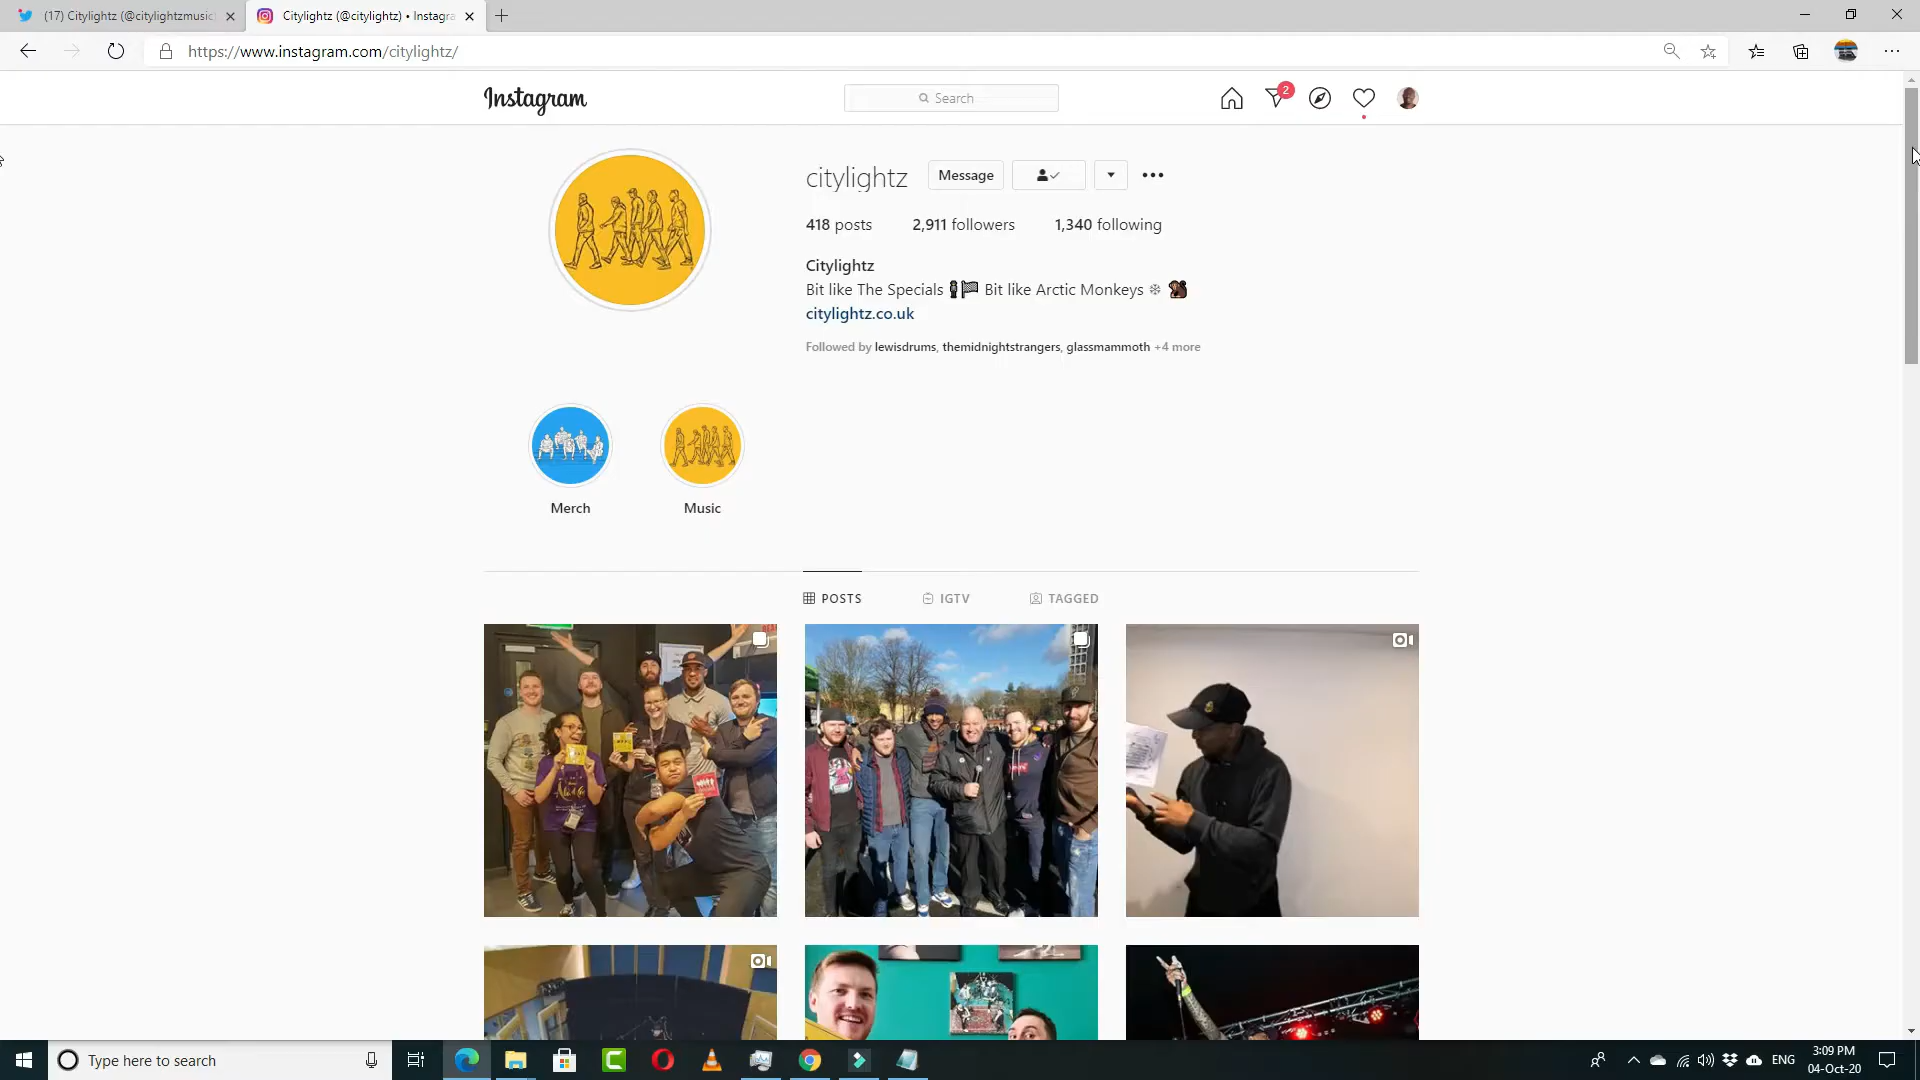 (17) Citylightz (@citylightzmusic)
Citylightz (@citylightz) • Instagra
https://www.instagram.com/citylightz/
Instagram
Search
2
citylightz
Message
418 posts
2,911 followers
1,340 following
Citylightz
Bit like The Specials 🕴🏁 Bit like Arctic Monkeys ❄ 🐒
citylightz.co.uk
Followed by lewisdrums, themidnightstrangers, glassmammoth +4 more
Merch
Music
POSTS
IGTV
TAGGED
Type here to search
ENG
3:09 PM
04-Oct-20